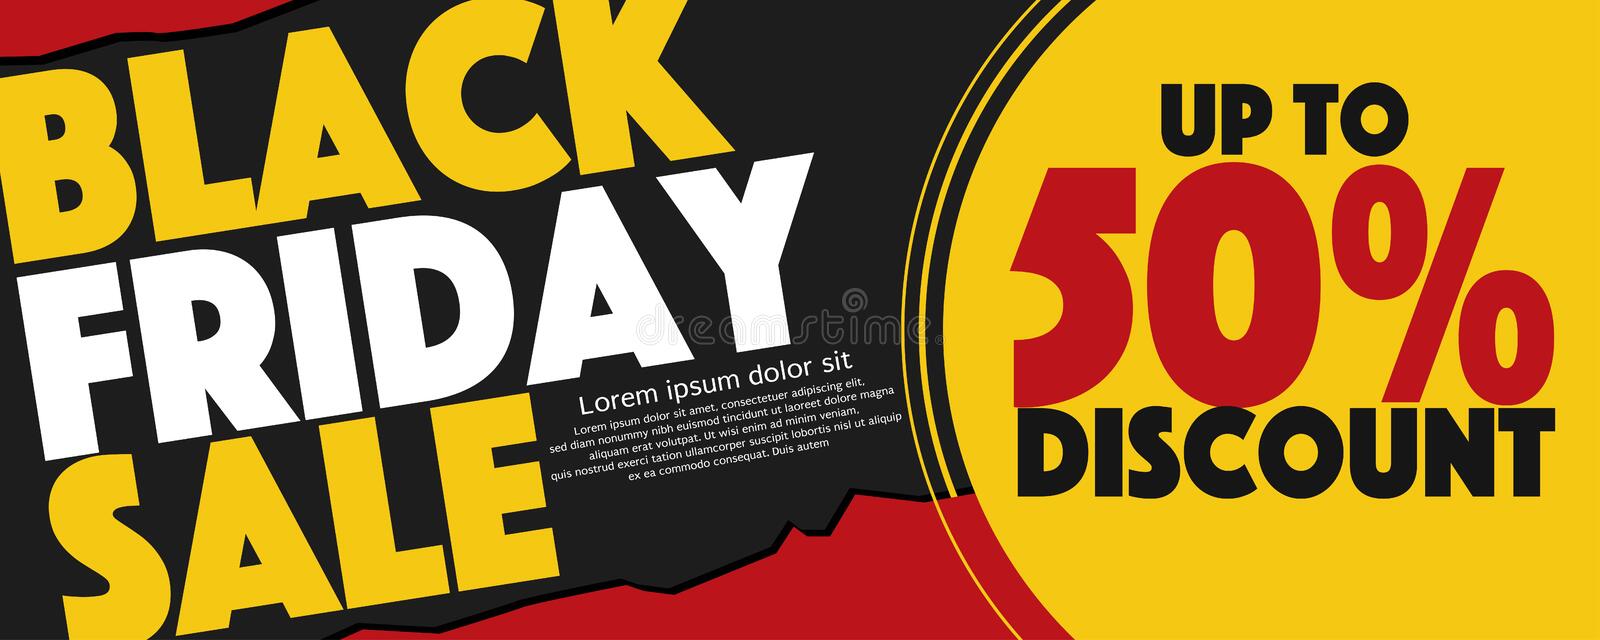 BLACK
FRIDAY
SALE
Lorem ipsum dolor sit
Lorem ipsum dolor sit amet, consectetuer adipiscing elit,
sed diam nonummy nibh euismod tincidunt ut laoreet dolore magna
aliquam erat volutpat. Ut wisi enim ad minim veniam,
quis nostrud exerci tation ullamcorper suscipit lobortis nisl ut aliquip
ex ea commodo consequat. Duis autem
UP TO
50%
DISCOUNT
dreamstime